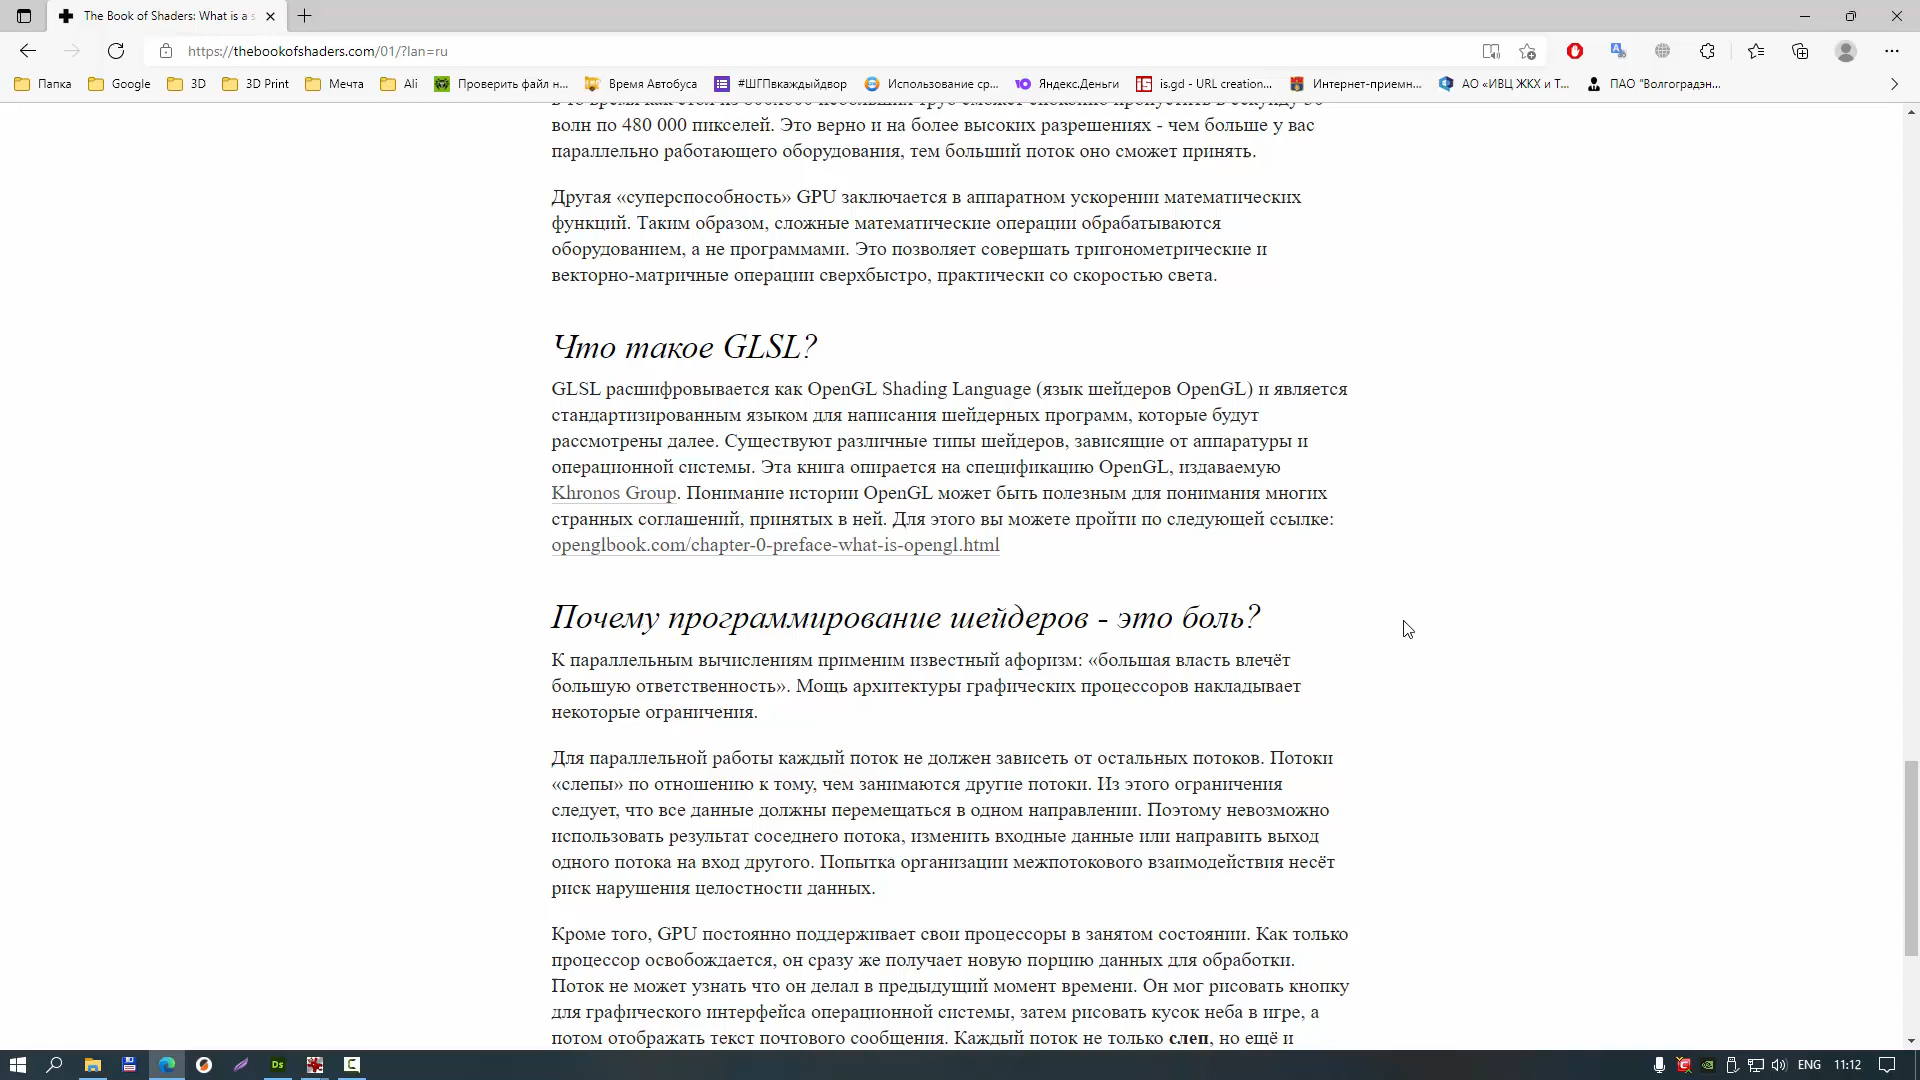 The Book of Shaders: What is a s
https://thebookofshaders.com/01/?lan=ru
Папка
Google
3D
3D Print
Мечта
Ali
Проверить файл н...
Время Автобуса
#ШГПвкаждыйдвор
Использование ср...
Яндекс.Деньги
is.gd - URL creation...
Интернет-приемн...
АО «ИВЦ ЖКХ и Т...
ПАО "Волгоградэн...
волн по 480 000 пикселей. Это верно и на более высоких разрешениях - чем больше у вас
параллельно работающего оборудования, тем больший поток оно сможет принять.
Другая «суперспособность» GPU заключается в аппаратном ускорении математических
функций. Таким образом, сложные математические операции обрабатываются
оборудованием, а не программами. Это позволяет совершать тригонометрические и
векторно-матричные операции сверхбыстро, практически со скоростью света.
Что такое GLSL?
GLSL расшифровывается как OpenGL Shading Language (язык шейдеров OpenGL) и является
стандартизированным языком для написания шейдерных программ, которые будут
рассмотрены далее. Существуют различные типы шейдеров, зависящие от аппаратуры и
операционной системы. Эта книга опирается на спецификацию OpenGL, издаваемую
Khronos Group. Понимание истории OpenGL может быть полезным для понимания многих
странных соглашений, принятых в ней. Для этого вы можете пройти по следующей ссылке:
openglbook.com/chapter-0-preface-what-is-opengl.html
Почему программирование шейдеров - это боль?
К параллельным вычислениям применим известный афоризм: «большая власть влечёт
большую ответственность». Мощь архитектуры графических процессоров накладывает
некоторые ограничения.
Для параллельной работы каждый поток не должен зависеть от остальных потоков. Потоки
«слепы» по отношению к тому, чем занимаются другие потоки. Из этого ограничения
следует, что все данные должны перемещаться в одном направлении. Поэтому невозможно
использовать результат соседнего потока, изменить входные данные или направить выход
одного потока на вход другого. Попытка организации межпотокового взаимодействия несёт
риск нарушения целостности данных.
Кроме того, GPU постоянно поддерживает свои процессоры в занятом состоянии. Как только
процессор освобождается, он сразу же получает новую порцию данных для обработки.
Поток не может узнать что он делал в предыдущий момент времени. Он мог рисовать кнопку
для графического интерфейса операционной системы, затем рисовать кусок неба в игре, а
потом отображать текст почтового сообщения. Каждый поток не только слеп, но ещё и
Ds
ENG
11:12